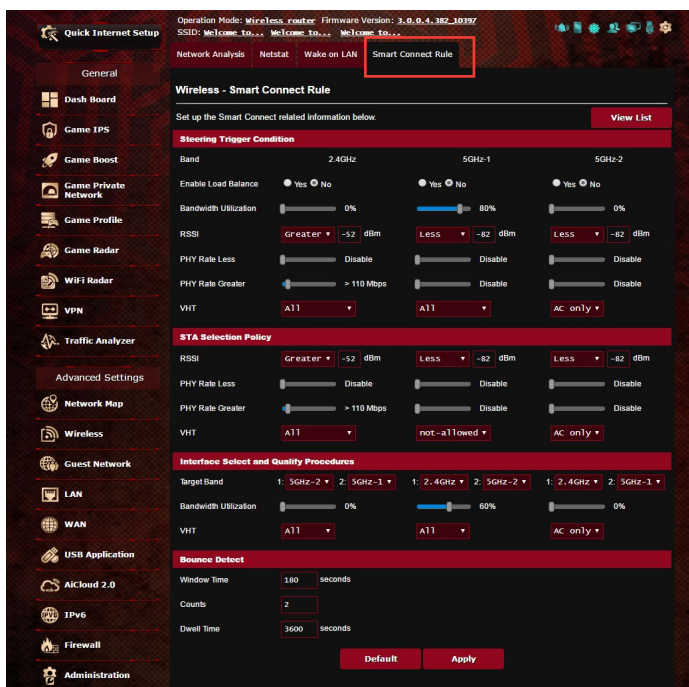 Quick Internet Setup
General
Dash Board
Game IPS
Game Boost
Game Private
Network
Game Profile
Game Radar
WiFi Radar
VPN
Traffic Analyzer
Advanced Settings
Network Map
Wireless
Guest Network
LAN
WAN
USB Application
AiCloud 2.0
IPv6
Firewall
Administration
Operation Mode: Wireless router Firmware Version: 3.0.0.4.382_10397
SSID: Welcome to... Welcome to... Welcome to...
Network Analysis Netstat Wake on LAN Smart Connect Rule
Wireless - Smart Connect Rule
Set up the Smart Connect related information below. View List
Steering Trigger Condition
Band 2.4GHz 5GHz-1 5GHz-2
Enable Load Balance Yes No Yes No Yes No
Bandwidth Utilization 0% 80% 0%
RSSI Greater -52 dBm Less -82 dBm Less -82 dBm
PHY Rate Less Disable Disable Disable
PHY Rate Greater > 110 Mbps Disable Disable
VHT All All AC only
STA Selection Policy
RSSI Greater -52 dBm Less -82 dBm Less -82 dBm
PHY Rate Less Disable Disable Disable
PHY Rate Greater > 110 Mbps Disable Disable
VHT All not-allowed AC only
Interface Select and Qualify Procedures
Target Band 1: 5GHz-2 2: 5GHz-1 1: 2.4GHz 2: 5GHz-2 1: 2.4GHz 2: 5GHz-1
Bandwidth Utilization 0% 60% 0%
VHT All All AC only
Bounce Detect
Window Time 180 seconds
Counts 2
Dwell Time 3600 seconds
Default Apply